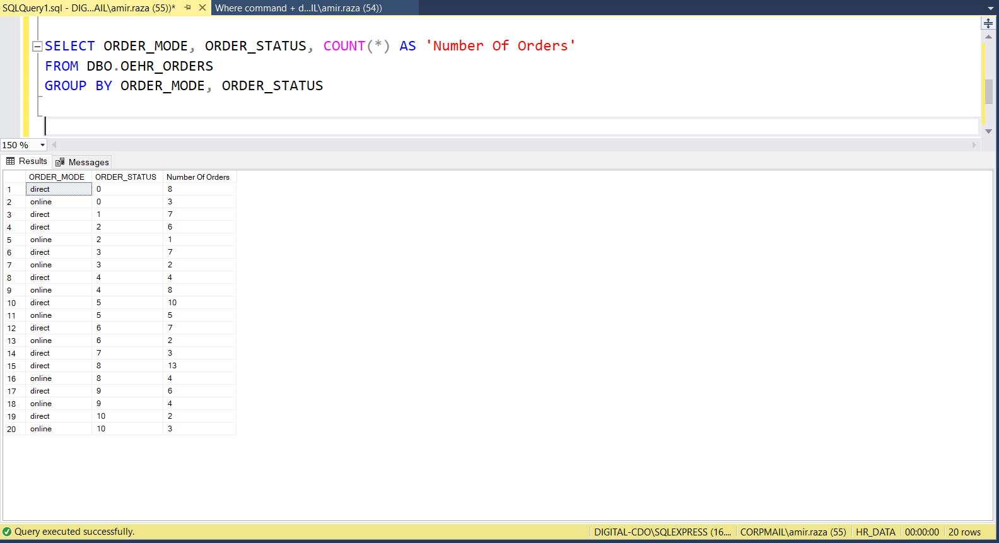 SQLQuery1.sql - DIG...AIL\amir.raza (55))* Where command + d...IL\amir.raza (54))
SELECT ORDER_MODE, ORDER_STATUS, COUNT(*) AS 'Number Of Orders'
FROM DBO.OEHR_ORDERS
GROUP BY ORDER_MODE, ORDER_STATUS
150 %
Results Messages
ORDER_MODE ORDER_STATUS Number Of Orders
1 direct 0 8
2 online 0 3
3 direct 1 7
4 direct 2 6
5 online 2 1
6 direct 3 7
7 online 3 2
8 direct 4 4
9 online 4 8
10 direct 5 10
11 online 5 5
12 direct 6 7
13 online 6 2
14 direct 7 3
15 direct 8 13
16 online 8 4
17 direct 9 6
18 online 9 4
19 direct 10 2
20 online 10 3
Query executed successfully. DIGITAL-CDO\SQLEXPRESS (16.... CORPMAIL\amir.raza (55) HR_DATA 00:00:00 20 rows